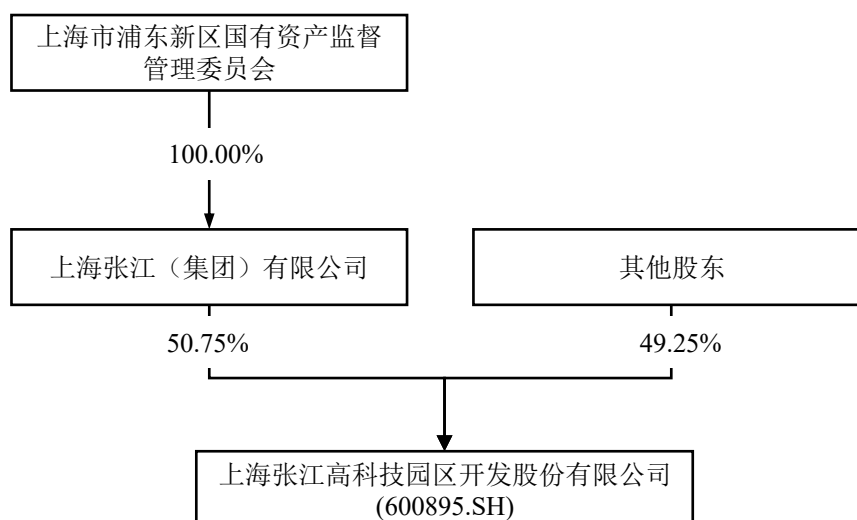 上海市浦东新区国有资产监督
管理委员会
100.00%
上海张江（集团）有限公司
其他股东
50.75%
49.25%
上海张江高科技园区开发股份有限公司
(600895.SH)